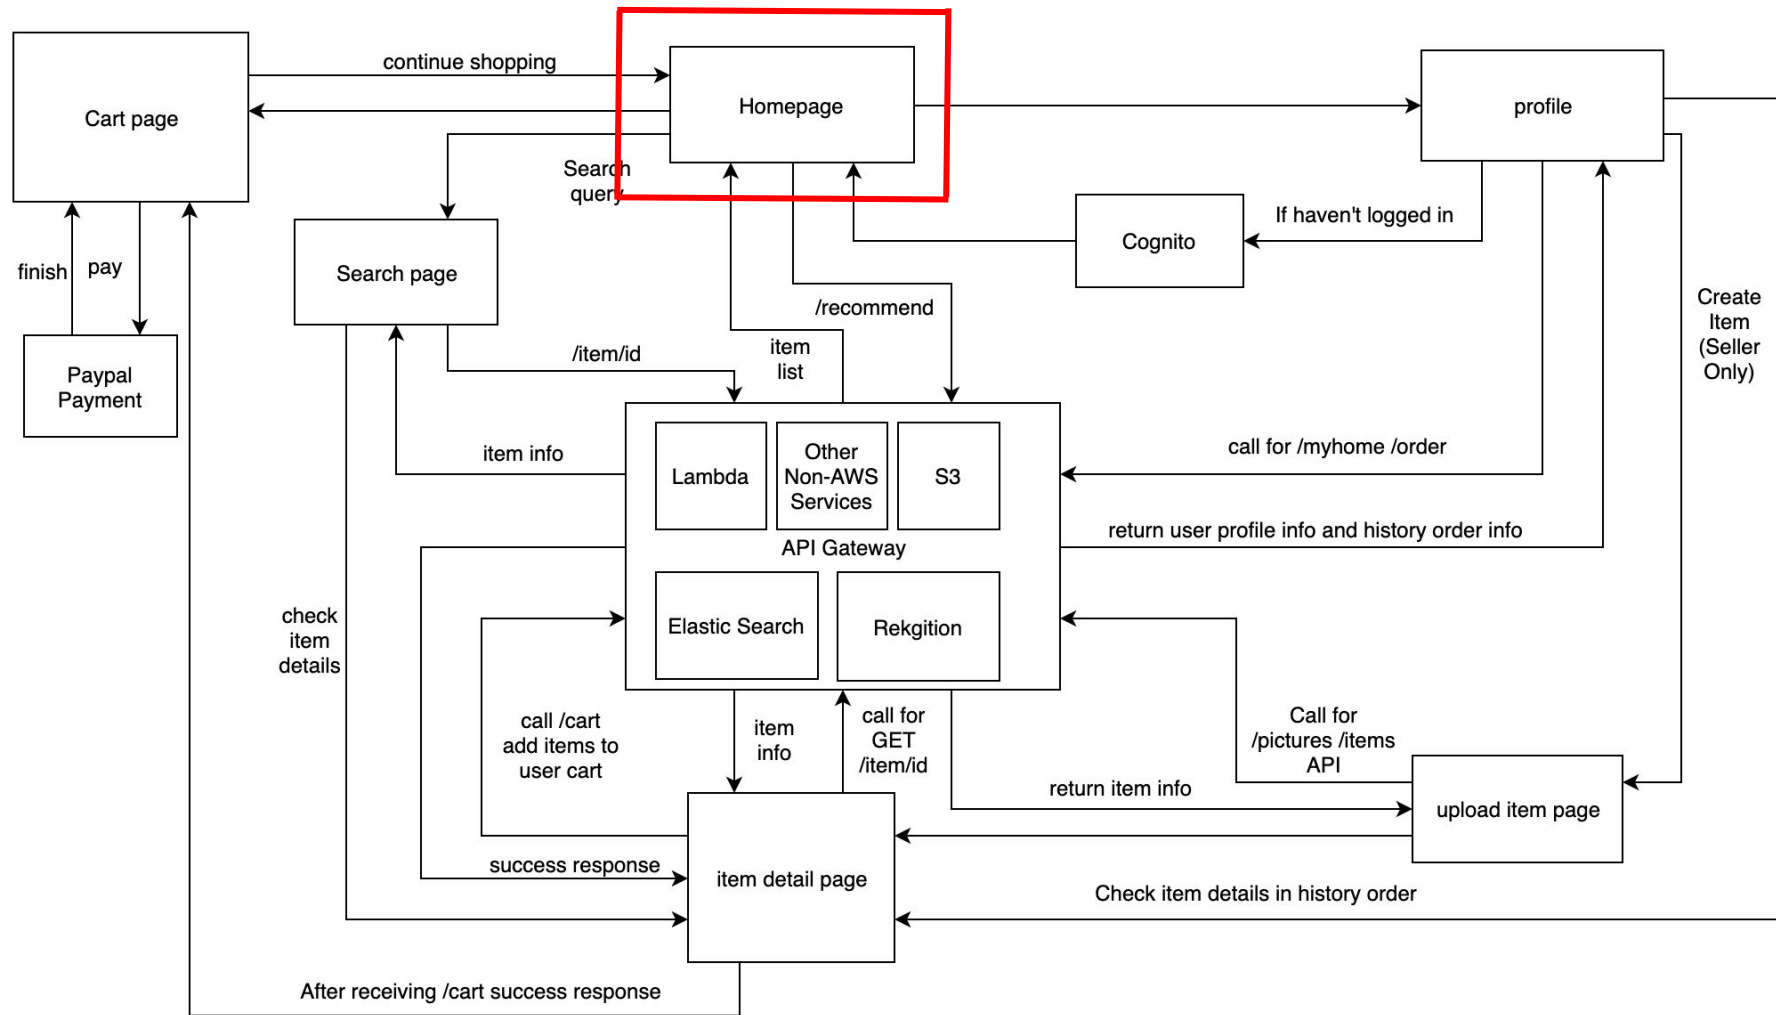 continue shopping
Cart page
Homepage
profile
Search
query
If haven't logged in
Cognito
finish
pay
Search page
/recommend
Create
Item
(Seller
Only)
/item/id
item
list
Paypal
Payment
item info
Lambda
Other
Non-AWS
Services
S3
call for /myhome /order
API Gateway
return user profile info and history order info
check
item
details
Elastic Search
Rekgition
call /cart
add items to
user cart
item
info
call for
GET
/item/id
Call for
/pictures /items
API
return item info
upload item page
success response
item detail page
Check item details in history order
After receiving /cart success response